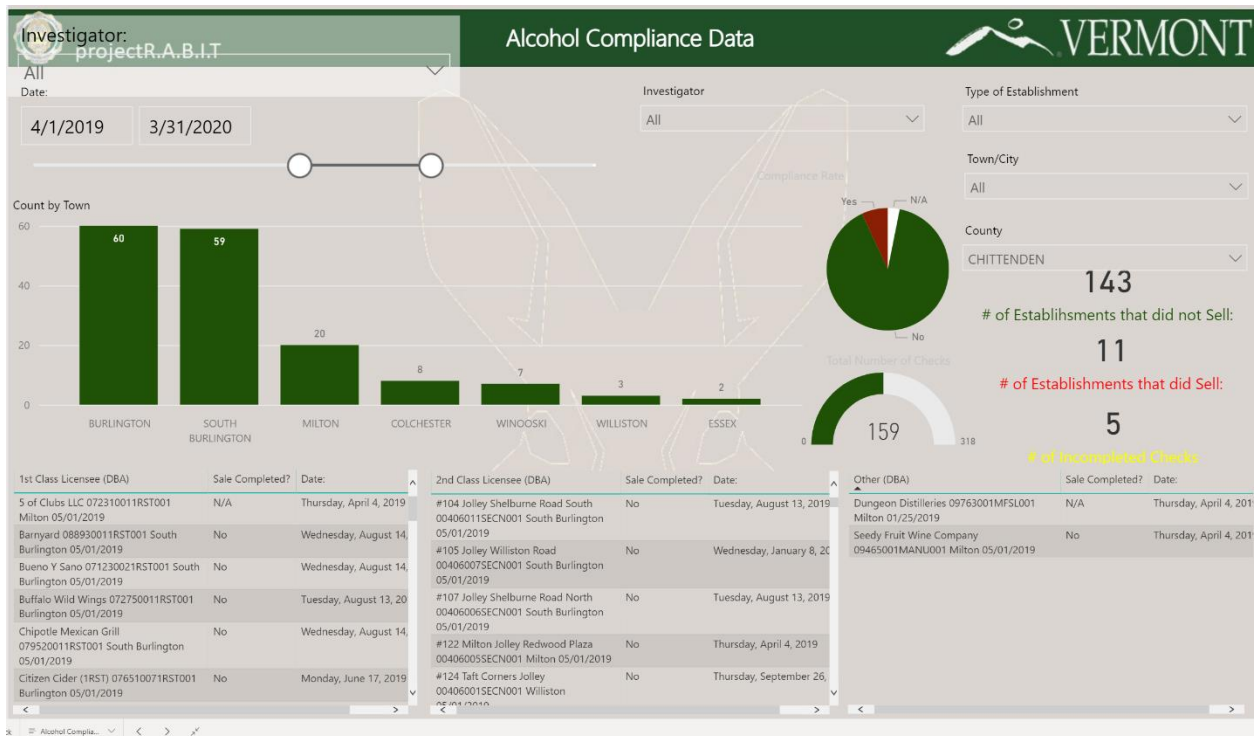 Investigator:
projectR.A.B.I.T
All
Alcohol Compliance Data
VERMONT
Date:
4/1/2019 3/31/2020
Investigator
All
Type of Establishment
All
Town/City
All
County
CHITTENDEN
Count by Town
60
40
20
0
60
59
20
8
7
3
2
BURLINGTON
SOUTH
BURLINGTON
MILTON
COLCHESTER
WINOOSKI
WILLISTON
ESSEX
Compliance Rate
Yes
N/A
No
Total Number of Checks
159
0
318
143
# of Establihsments that did not Sell:
11
# of Establishments that did Sell:
5
# of Incompleted Checks
1st Class Licensee (DBA) Sale Completed? Date:
5 of Clubs LLC 072310011RST001 N/A Thursday, April 4, 2019
Milton 05/01/2019
Barnyard 088930011RST001 South No Wednesday, August 14,
Burlington 05/01/2019
Bueno Y Sano 071230021RST001 South No Wednesday, August 14,
Burlington 05/01/2019
Buffalo Wild Wings 072750011RST001 No Tuesday, August 13, 20
Burlington 05/01/2019
Chipotle Mexican Grill No Wednesday, August 14,
079520011RST001 South Burlington
05/01/2019
Citizen Cider (1RST) 076510071RST001 No Monday, June 17, 2019
Burlington 05/01/2019
2nd Class Licensee (DBA) Sale Completed? Date:
#104 Jolley Shelburne Road South No Tuesday, August 13, 2019
00406011SECN001 South Burlington
05/01/2019
#105 Jolley Williston Road No Wednesday, January 8, 20
00406007SECN001 South Burlington
05/01/2019
#107 Jolley Shelburne Road North No Tuesday, August 13, 2019
00406006SECN001 South Burlington
05/01/2019
#122 Milton Jolley Redwood Plaza No Thursday, April 4, 2019
00406005SECN001 Milton 05/01/2019
#124 Taft Corners Jolley No Thursday, September 26,
00406001SECN001 Williston
05/01/2019
Other (DBA) Sale Completed? Date:
Dungeon Distilleries 09763001MFSL001 N/A Thursday, April 4, 201
Milton 01/25/2019
Seedy Fruit Wine Company No Thursday, April 4, 201
09465001MANU001 Milton 05/01/2019
Alcohol Complia...